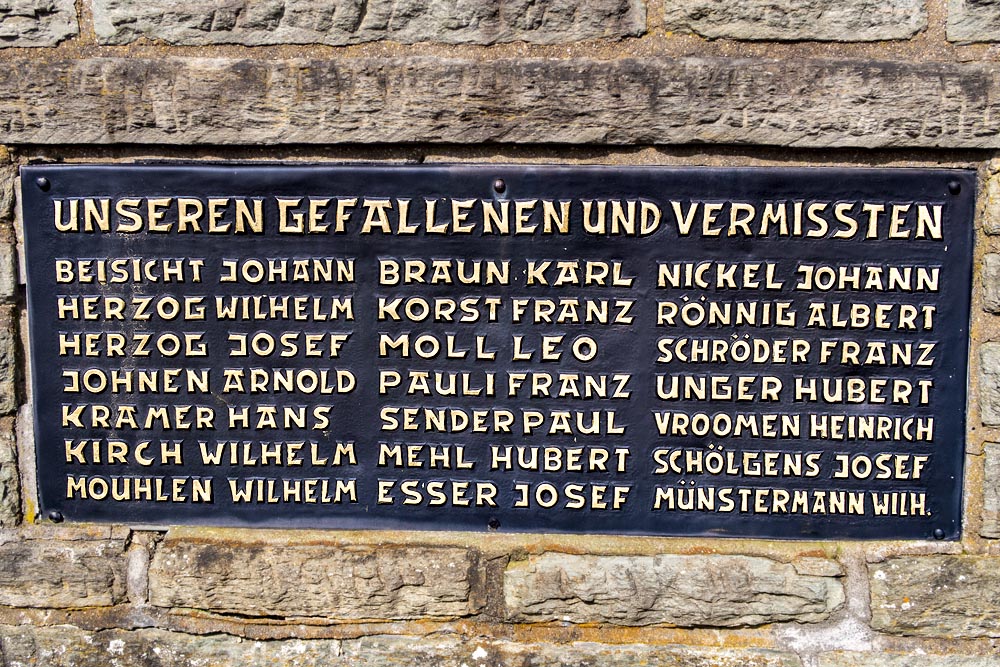 UNSEREN GEFALLENEN UND VERMISSTEN
BEISICHT JOHANN
HERZOG WILHELM
HERZOG JOSEF
JOHNEN ARNOLD
KRAMER HANS
KIRCH WILHELM
MOUHLEN WILHELM
BRAUN KARL
KORST FRANZ
MOLL LEO
PAULI FRANZ
SENDER PAUL
MEHL HUBERT
ESSER JOSEF
NICKEL JOHANN
RÖNNIG ALBERT
SCHRÖDER FRANZ
UNGER HUBERT
VROOMEN HEINRICH
SCHÖLGENS JOSEF
MÜNSTERMANN WILH.